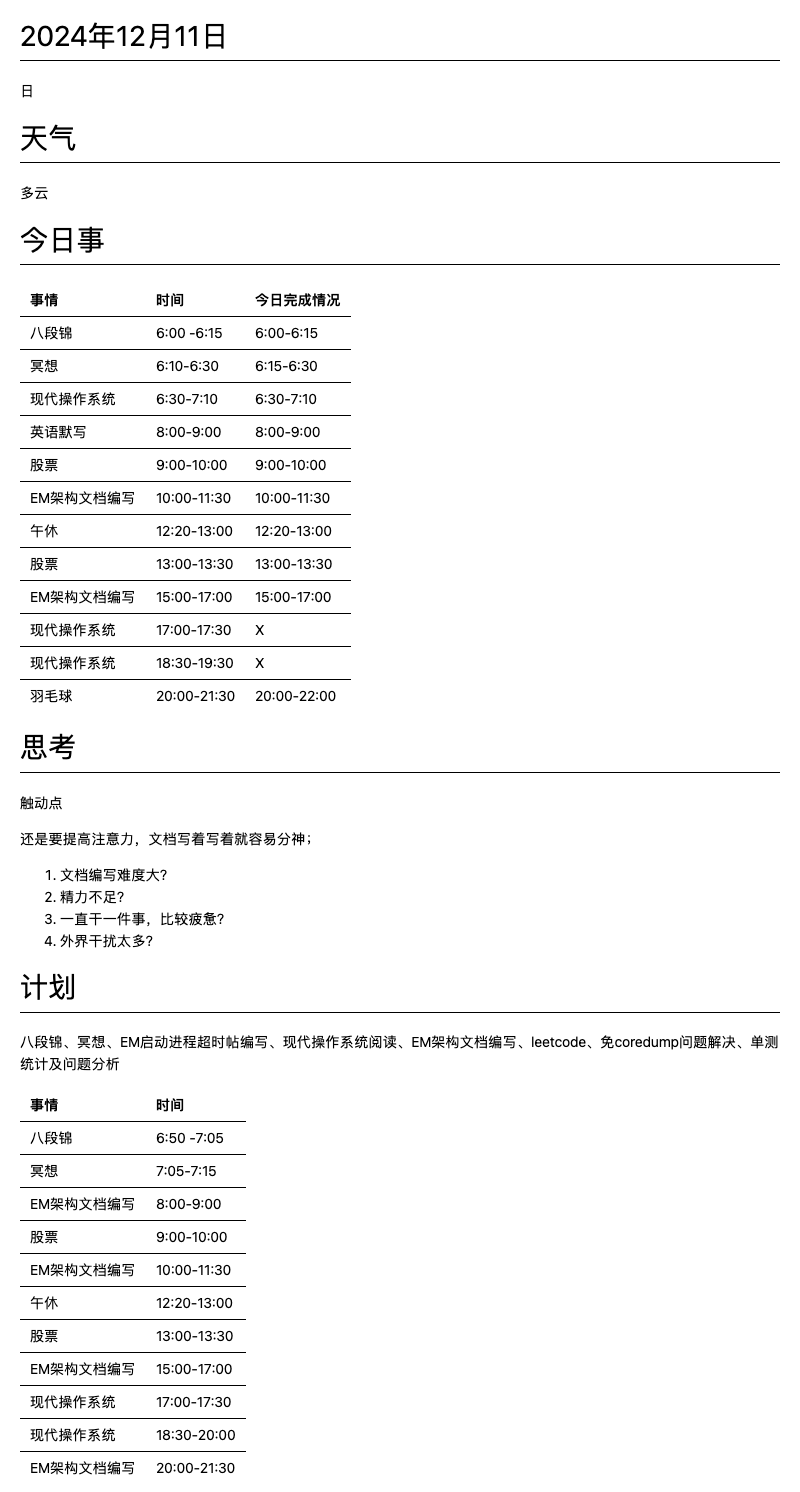 2024年12月11日
日
天气
多云
今日事
事情 时间 今日完成情况
八段锦 6:00 -6:15 6:00-6:15
冥想 6:10-6:30 6:15-6:30
现代操作系统 6:30-7:10 6:30-7:10
英语默写 8:00-9:00 8:00-9:00
股票 9:00-10:00 9:00-10:00
EM架构文档编写 10:00-11:30 10:00-11:30
午休 12:20-13:00 12:20-13:00
股票 13:00-13:30 13:00-13:30
EM架构文档编写 15:00-17:00 15:00-17:00
现代操作系统 17:00-17:30 X
现代操作系统 18:30-19:30 X
羽毛球 20:00-21:30 20:00-22:00
思考
触动点
还是要提高注意力，文档写着写着就容易分神；
1. 文档编写难度大？
2. 精力不足？
3. 一直干一件事，比较疲惫？
4. 外界干扰太多？
计划
八段锦、冥想、EM启动进程超时帖编写、现代操作系统阅读、EM架构文档编写、leetcode、免coredump问题解决、单测
统计及问题分析
事情 时间
八段锦 6:50 -7:05
冥想 7:05-7:15
EM架构文档编写 8:00-9:00
股票 9:00-10:00
EM架构文档编写 10:00-11:30
午休 12:20-13:00
股票 13:00-13:30
EM架构文档编写 15:00-17:00
现代操作系统 17:00-17:30
现代操作系统 18:30-20:00
EM架构文档编写 20:00-21:30